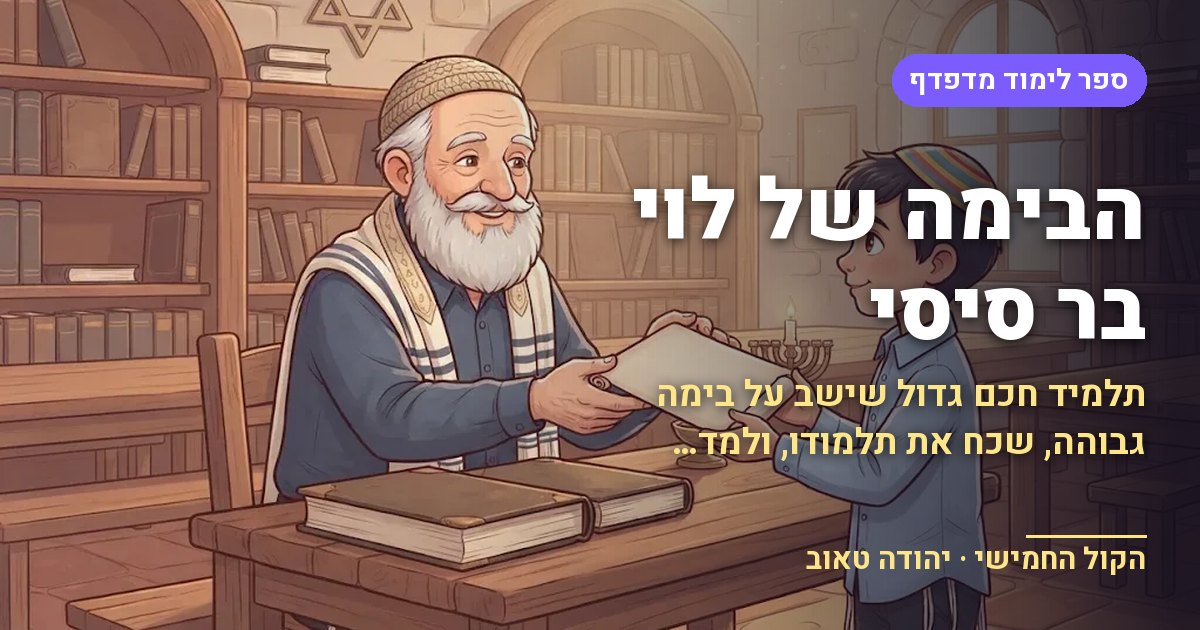 ספר לימוד מדפדף
הבימה של לוי
בר סיסי
תלמיד חכם גדול שישב על בימה
גבוהה, שכח את תלמודו, ולמד...
הקול החמישי · יהודה טאוב